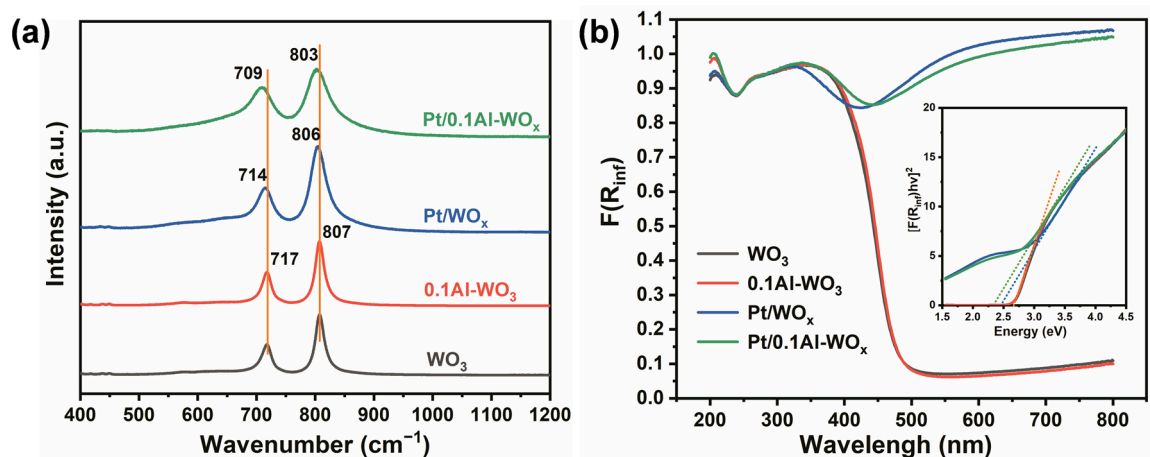 (a)
Intensity (a.u.)
709
803
Pt/0.1Al-WOₓ
714
806
Pt/WOₓ
717
807
0.1Al-WO₃
WO₃
400 500 600 700 800 900 1000 1100 1200
Wavenumber (cm⁻¹)
(b)
F(R_inf)
1.1
1.0
0.9
0.8
0.7
0.6
0.5
0.4
0.3
0.2
0.1
0.0
WO₃
0.1Al-WO₃
Pt/WOₓ
Pt/0.1Al-WOₓ
200 300 400 500 600 700 800
Wavelengh (nm)
[F(R_inf)hv]²
20
15
10
5
0
1.5 2.0 2.5 3.0 3.5 4.0 4.5
Energy (eV)